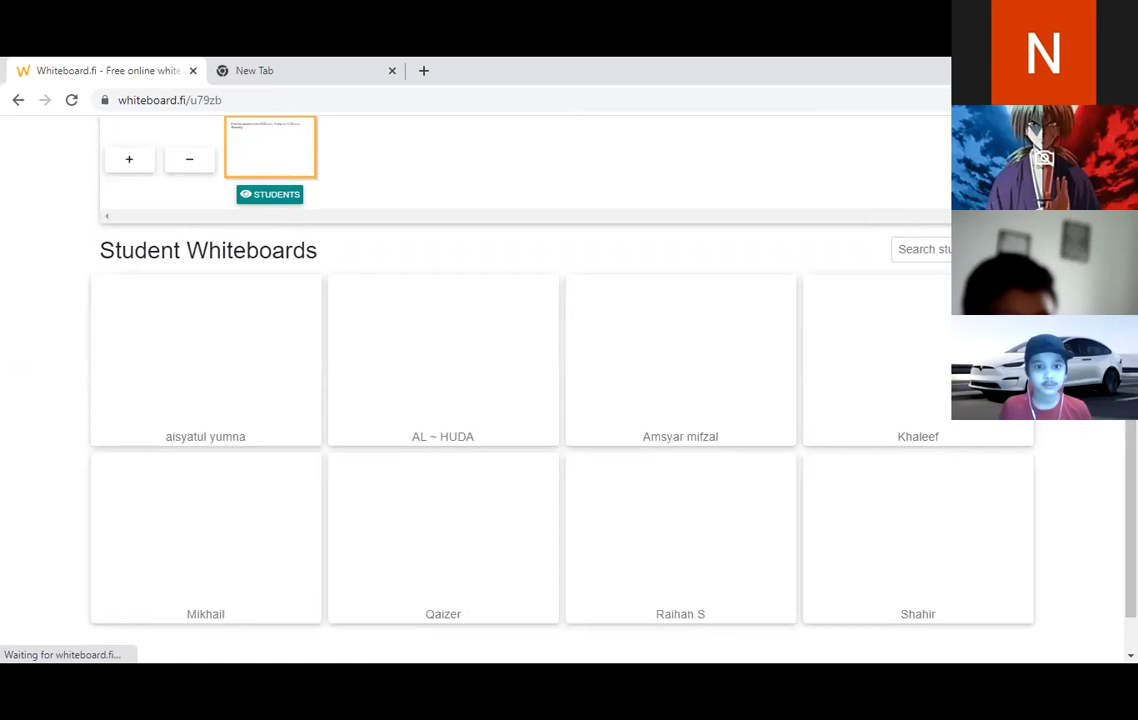 N
Whiteboard.fi - Free online white
New Tab
whiteboard.fi/u79zb
+
−
STUDENTS
Student Whiteboards
Search stu
aisyatul yumna
AL ~ HUDA
Amsyar mifzal
Khaleef
Mikhail
Qaizer
Raihan S
Shahir
Waiting for whiteboard.fi...